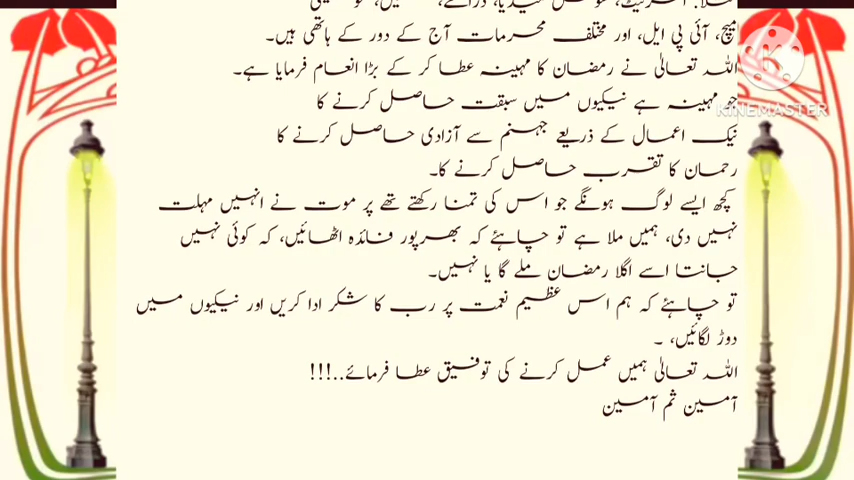 میچ، آئی پی ایل، اور مختلف محرمات آج کے دور کے ہاتھی ہیں۔
اللہ تعالیٰ نے رمضان کا مہینہ عطا کر کے بڑا انعام فرمایا ہے۔
جو مہینہ ہے نیکیوں میں سبقت حاصل کرنے کا
نیک اعمال کے ذریعے جہنم سے آزادی حاصل کرنے کا
رحمان کا تقرب حاصل کرنے کا۔
کچھ ایسے لوگ ہونگے جو اس کی تمنا رکھتے تھے پر موت نے انہیں مہلت
نہیں دی، ہمیں ملا ہے تو چاہئے کہ بھرپور فائدہ اٹھائیں، کہ کوئی نہیں
جانتا اسے اگلا رمضان ملے گا یا نہیں۔
تو چاہئے کہ ہم اس عظیم نعمت پر رب کا شکر ادا کریں اور نیکیوں میں
دوڑ لگائیں، ۔
اللہ تعالیٰ ہمیں عمل کرنے کی توفیق عطا فرمائے..!!!
آمین ثم آمین
K
KINEMASTER